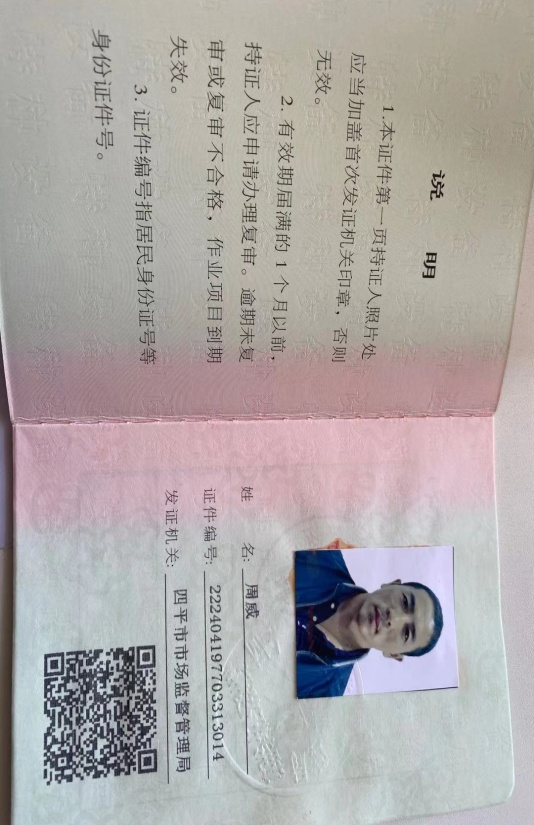 说 明
1.本证件第一页持证人照片处
应当加盖首次发证机关印章，否则
无效。
2.有效期届满的1个月以前，
持证人应申请办理复审。逾期未复
审或复审不合格，作业项目到期
失效。
3.证件编号指居民身份证号等
身份证件号。
姓 名：周威
证件编号：222404197703313014
发证机关：四平市市场监督管理局